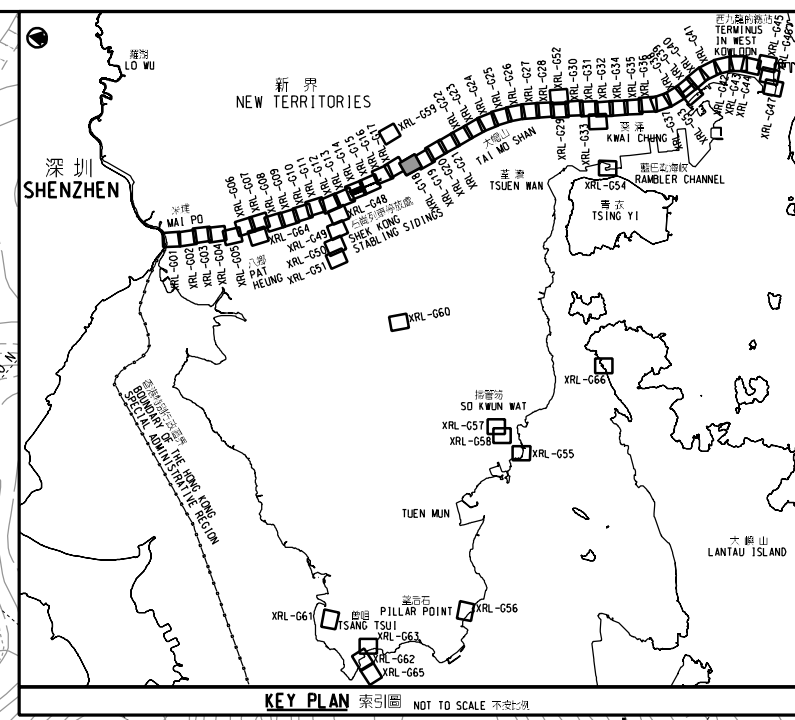 羅湖
LO WU
新界
NEW TERRITORIES
深圳
SHENZHEN
米埔
MAI PO
XRL-G01
XRL-G02
XRL-G03
XRL-G04
XRL-G05
XRL-G06
XRL-G07
XRL-G08
XRL-G09
XRL-G10
XRL-G11
XRL-G12
XRL-G13
XRL-G14
XRL-G15
XRL-G16
XRL-G17
XRL-G59
XRL-G18
XRL-G19
XRL-G20
XRL-G21
XRL-G22
XRL-G23
XRL-G24
XRL-G25
XRL-G26
XRL-G27
XRL-G28
XRL-G52
XRL-G29
XRL-G30
XRL-G31
XRL-G32
XRL-G33
XRL-G34
XRL-G35
XRL-G36
XRL-G37
XRL-G53
XRL-G39
XRL-G40
XRL-G41
西九龍的總站
TERMINUS
IN WEST
KOWLOON
XRL-G42
XRL-G43
XRL-G44
XRL-G45
XRL-G46
XRL-G47
大帽山
TAI MO SHAN
葵涌
KWAI CHUNG
荃灣
TSUEN WAN
藍巴勒海峽
RAMBLER CHANNEL
XRL-G54
青衣
TSING YI
XRL-G64
XRL-G48
XRL-G49
XRL-G50
XRL-G51
八鄉
PAT
HEUNG
石崗列車停放處
SHEK KONG
STABLING SIDINGS
XRL-G60
XRL-G66
香港特別行政區界
BOUNDARY OF THE HONG KONG
SPECIAL ADMINISTRATIVE REGION
掃管笏
SO KWUN WAT
XRL-G57
XRL-G58
XRL-G55
TUEN MUN
大嶼山
LANTAU ISLAND
望后石
PILLAR POINT
XRL-G56
XRL-G61
曾咀
TSANG TSUI
XRL-G63
XRL-G62
XRL-G65
KEY PLAN 索引圖 NOT TO SCALE 不按比例